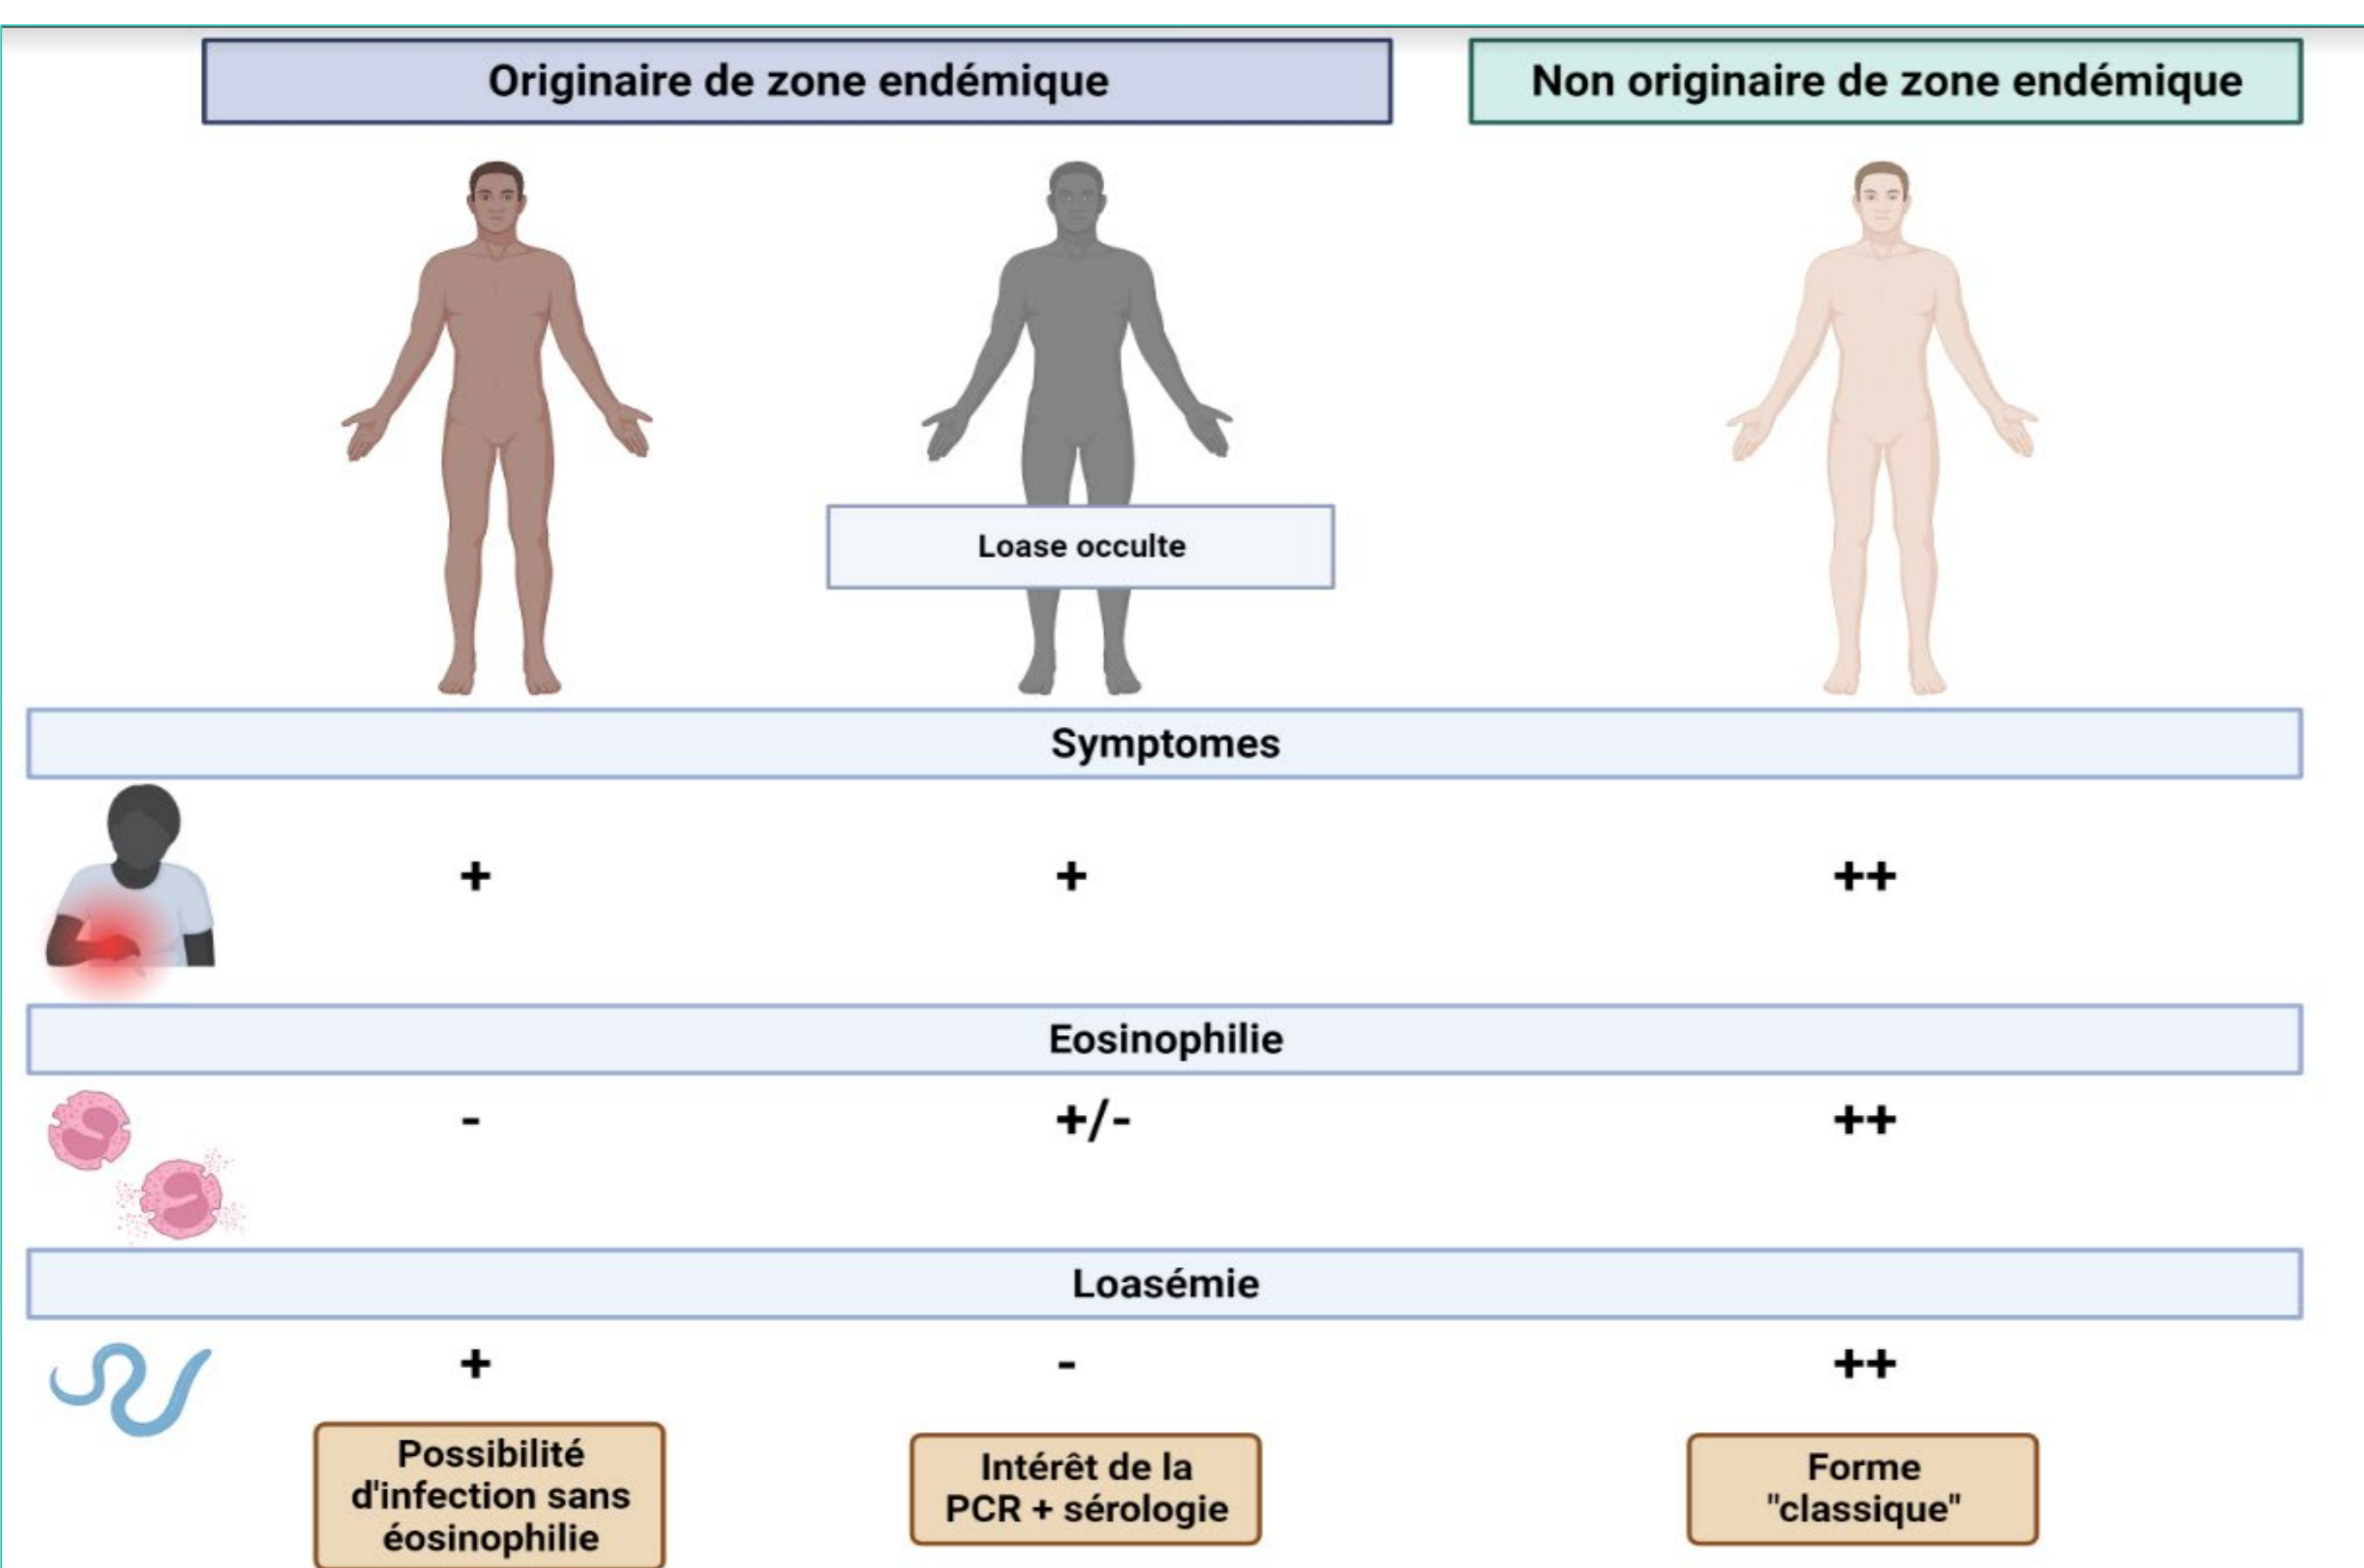 Originaire de zone endémique
Non originaire de zone endémique
Loase occulte
Symptomes
+ + ++
Eosinophilie
- +/- ++
Loasémie
+ - ++
Possibilité
d'infection sans
éosinophilie
Intérêt de la
PCR + sérologie
Forme
"classique"